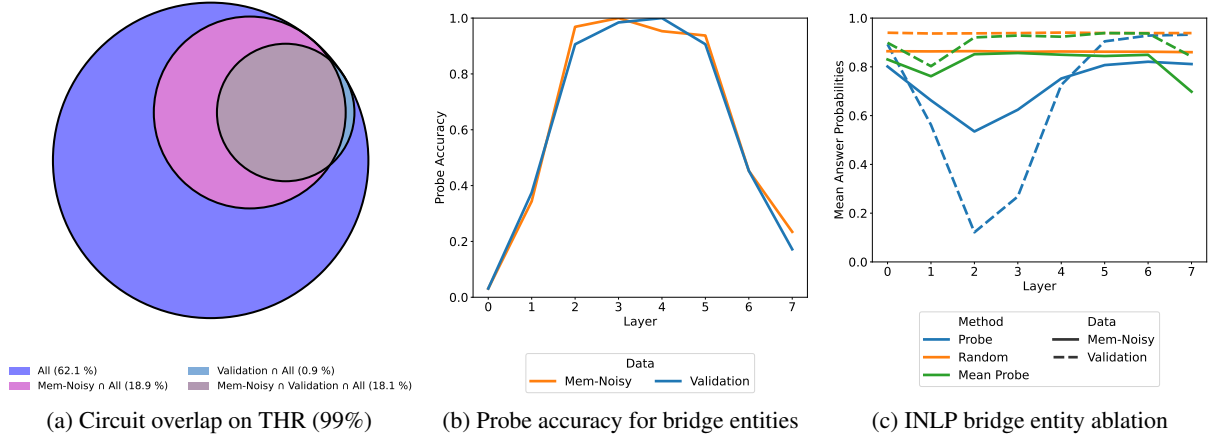 All (62.1 %)
Mem-Noisy ∩ All (18.9 %)
Validation ∩ All (0.9 %)
Mem-Noisy ∩ Validation ∩ All (18.1 %)
(a) Circuit overlap on THR (99%)
1.0
0.8
0.6
0.4
0.2
0.0
Probe Accuracy
0 1 2 3 4 5 6 7
Layer
Data
Mem-Noisy Validation
(b) Probe accuracy for bridge entities
1.0
0.8
0.6
0.4
0.2
0.0
Mean Answer Probabilities
0 1 2 3 4 5 6 7
Layer
Method Data
Probe Mem-Noisy
Random Validation
Mean Probe
(c) INLP bridge entity ablation